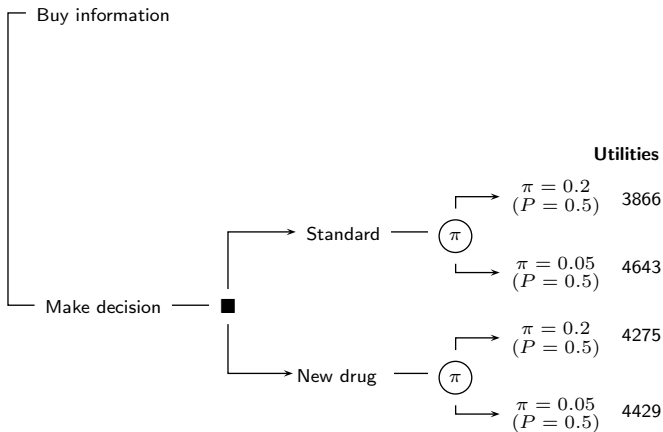 Buy information
Utilities
π = 0.2
(P = 0.5) 3866
Standard π
π = 0.05
(P = 0.5) 4643
Make decision
π = 0.2
(P = 0.5) 4275
New drug π
π = 0.05
(P = 0.5) 4429